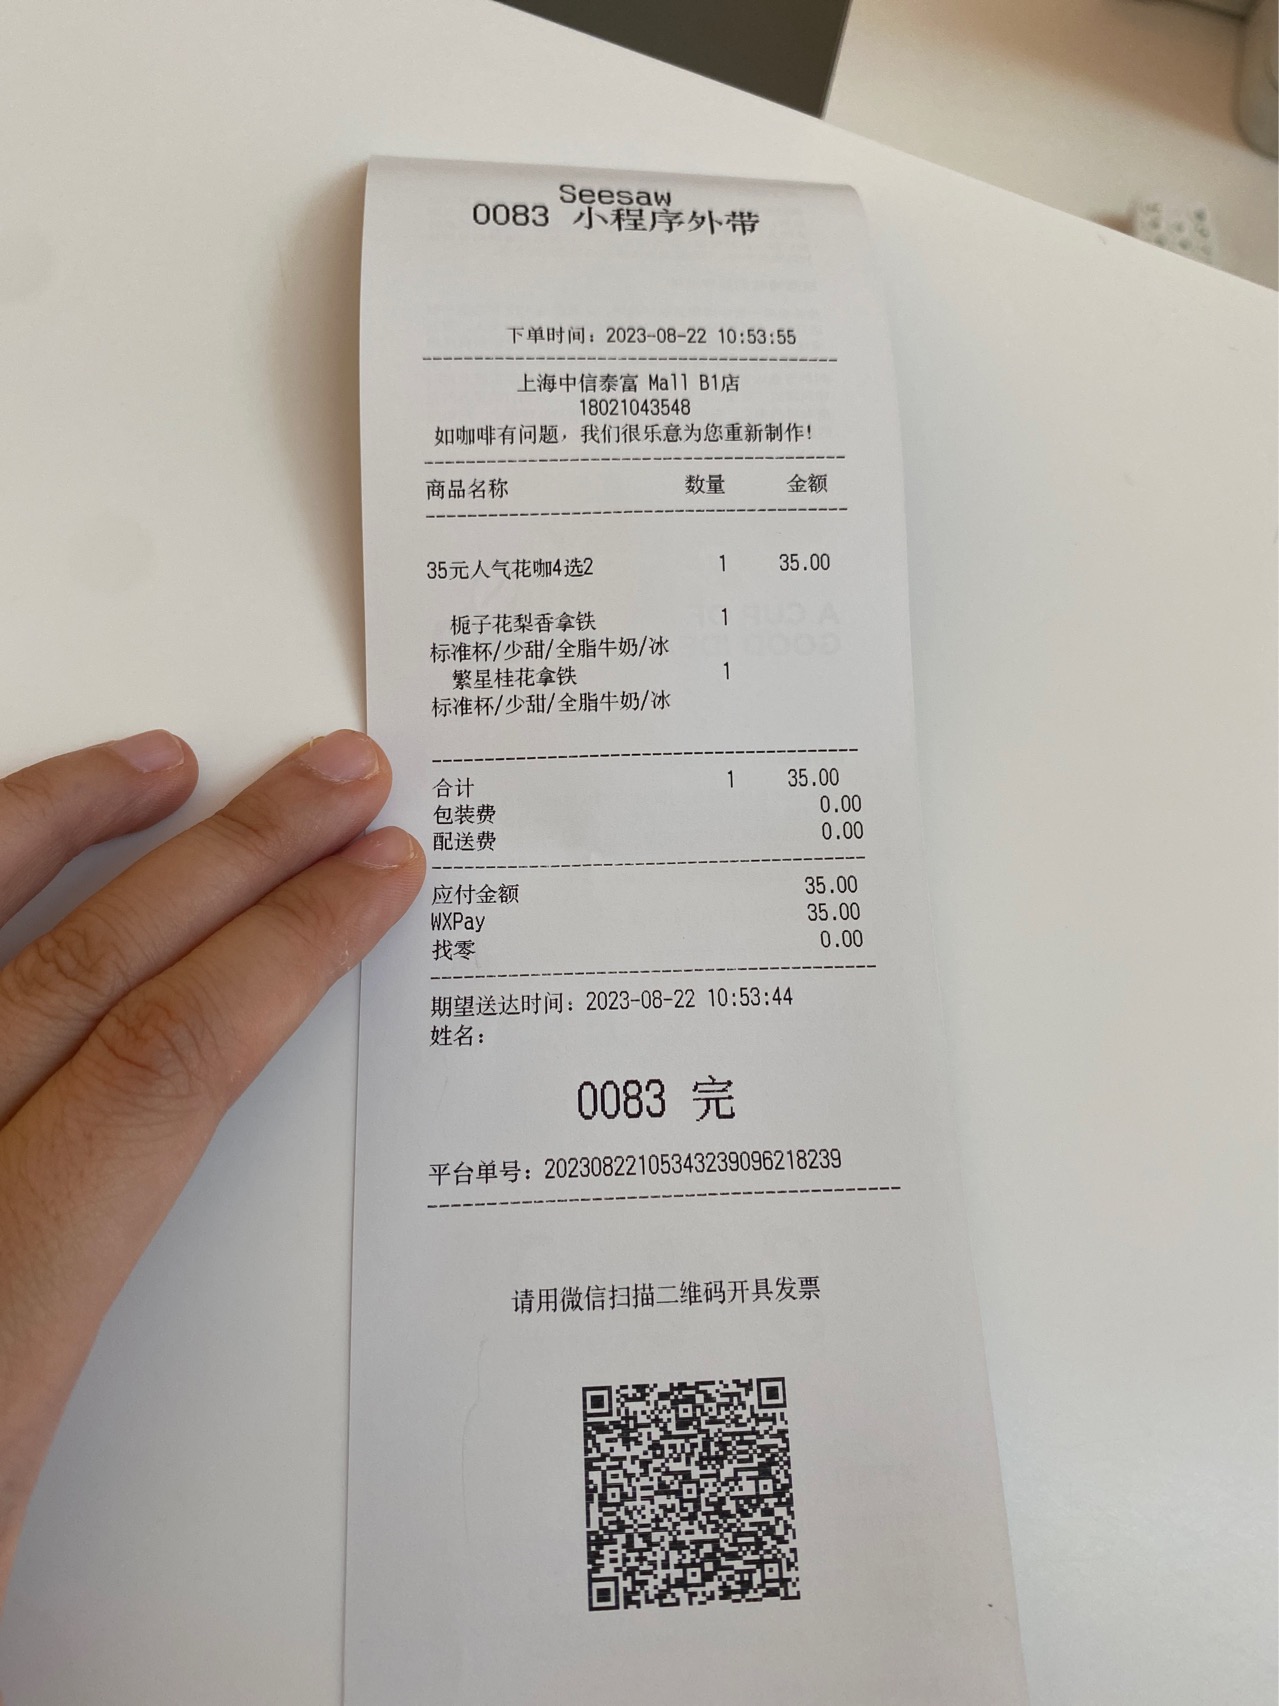 Seesaw
0083 小程序外带
下单时间：2023-08-22 10:53:55
上海中信泰富 Mall B1店
18021043548
如咖啡有问题，我们很乐意为您重新制作！
商品名称 数量 金额
35元人气花咖4选2 1 35.00
栀子花梨香拿铁 1
标准杯/少甜/全脂牛奶/冰
繁星桂花拿铁 1
标准杯/少甜/全脂牛奶/冰
合计 1 35.00
包装费 0.00
配送费 0.00
应付金额 35.00
WXPay 35.00
找零 0.00
期望送达时间：2023-08-22 10:53:44
姓名：
0083 完
平台单号：20230822105343239096218239
请用微信扫描二维码开具发票